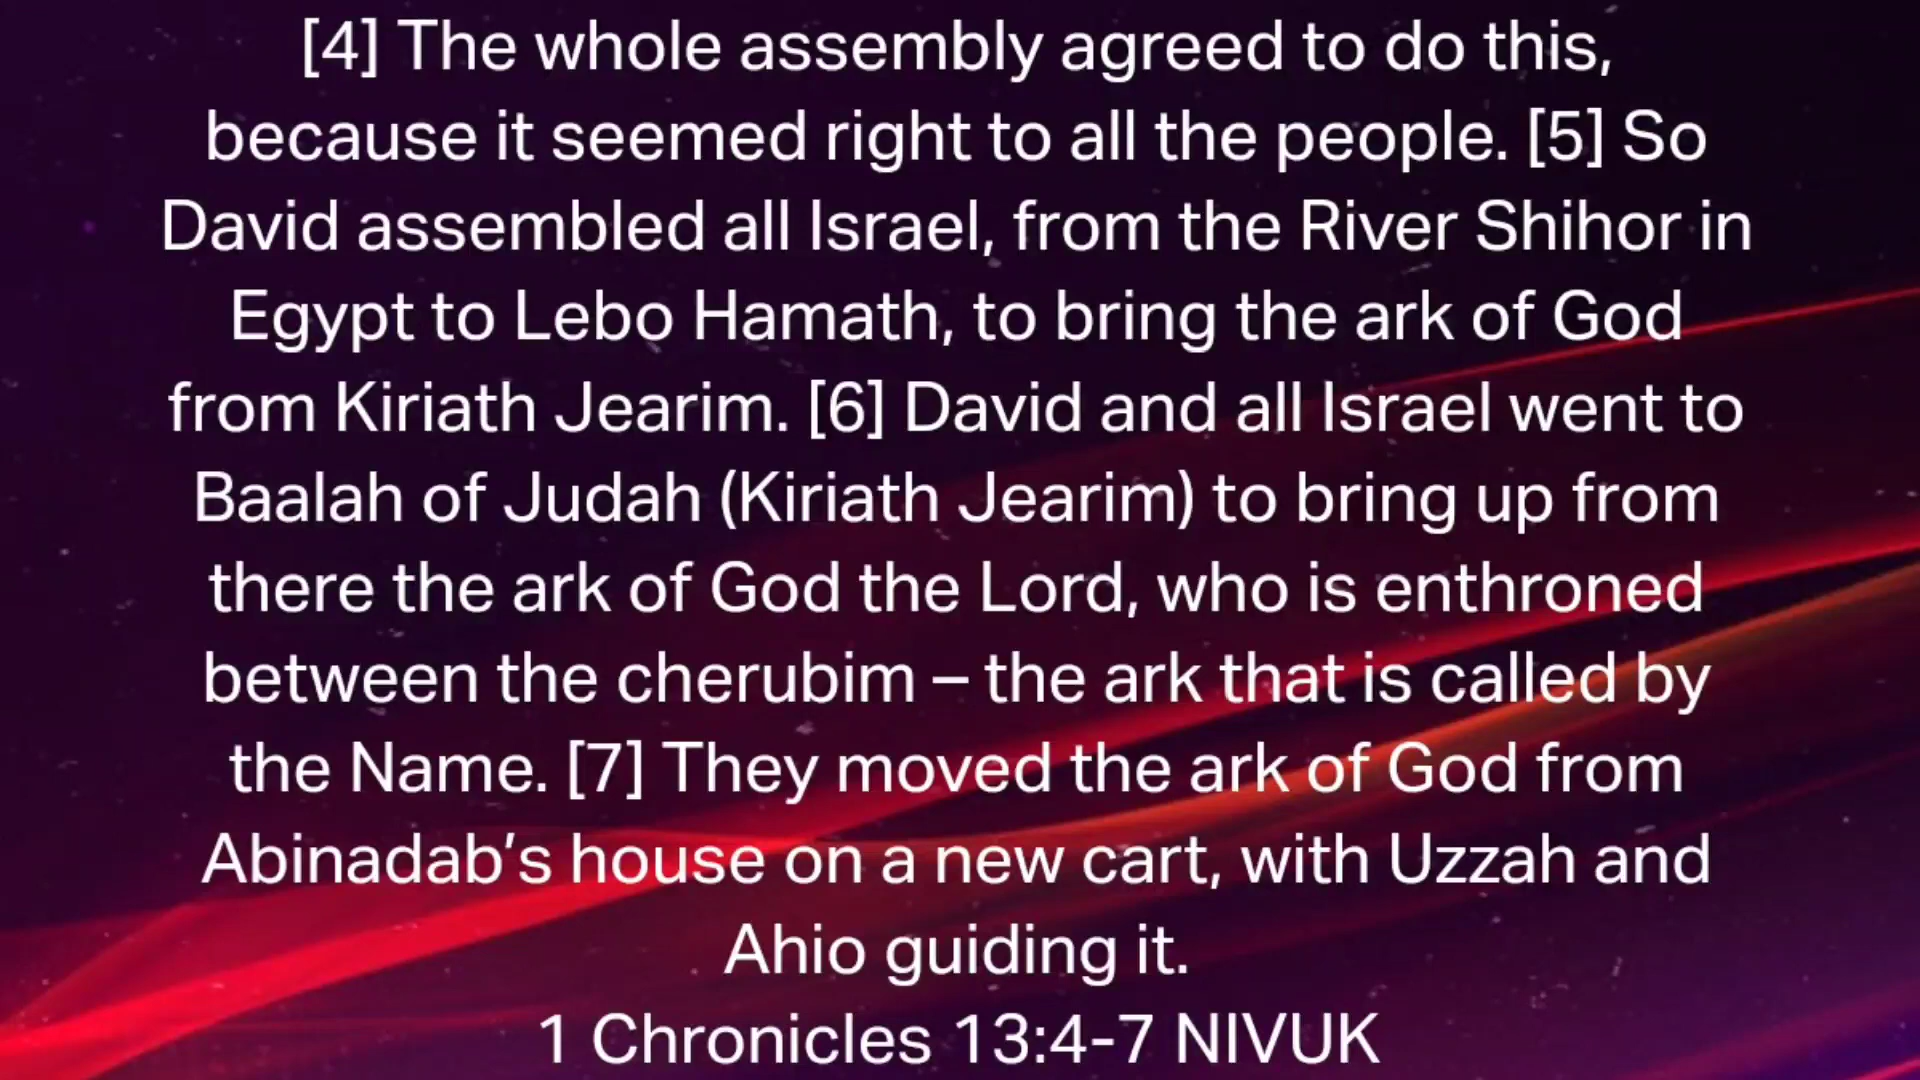 [4] The whole assembly agreed to do this,
because it seemed right to all the people. [5] So
David assembled all Israel, from the River Shihor in
Egypt to Lebo Hamath, to bring the ark of God
from Kiriath Jearim. [6] David and all Israel went to
Baalah of Judah (Kiriath Jearim) to bring up from
there the ark of God the Lord, who is enthroned
between the cherubim – the ark that is called by
the Name. [7] They moved the ark of God from
Abinadab’s house on a new cart, with Uzzah and
Ahio guiding it.
1 Chronicles 13:4-7 NIVUK